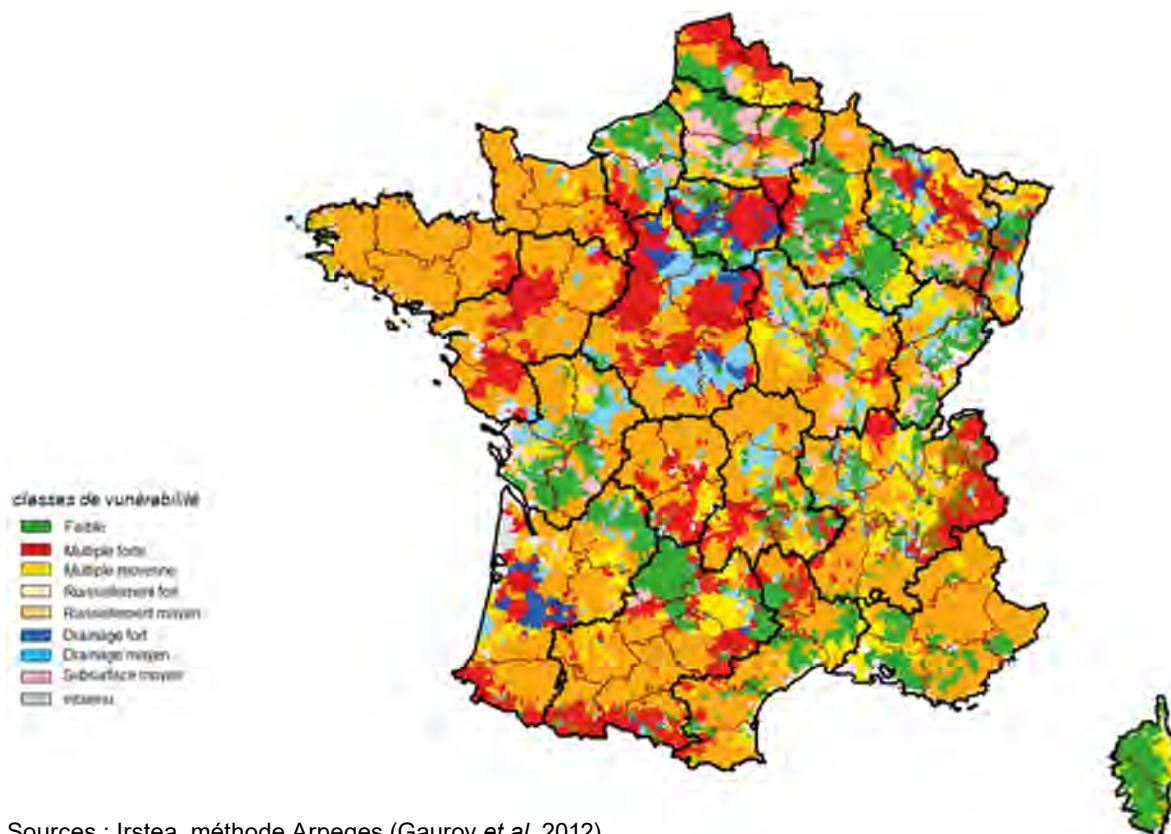 classes de vunérabilité
Faible
Multiple forte
Multiple moyenne
Ruissellement fort
Ruissellement moyen
Drainage fort
Drainage moyen
Subsurface moyen
inconnu
Sources : Irstea, méthode Arpeges (Gauroy et al, 2012)